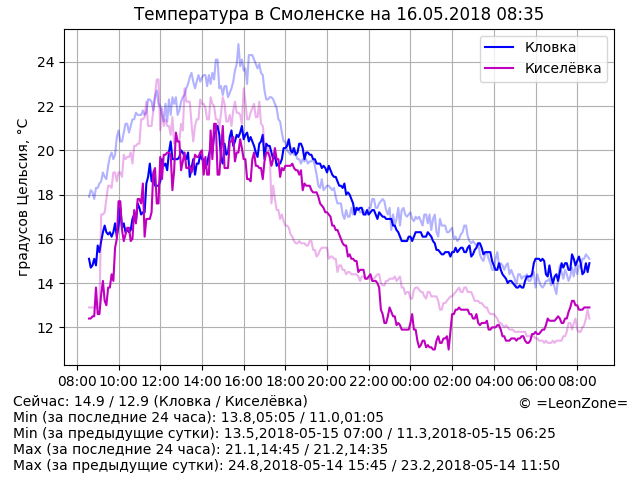 Температура в Смоленске на 16.05.2018 08:35
Кловка
Киселёвка
градусов Цельсия, °C
24
22
20
18
16
14
12
08:00 10:00 12:00 14:00 16:00 18:00 20:00 22:00 00:00 02:00 04:00 06:00 08:00
Сейчас: 14.9 / 12.9 (Кловка / Киселёвка)
© =LeonZone=
Min (за последние 24 часа): 13.8,05:05 / 11.0,01:05
Min (за предыдущие сутки): 13.5,2018-05-15 07:00 / 11.3,2018-05-15 06:25
Max (за последние 24 часа): 21.1,14:45 / 21.2,14:35
Max (за предыдущие сутки): 24.8,2018-05-14 15:45 / 23.2,2018-05-14 11:50